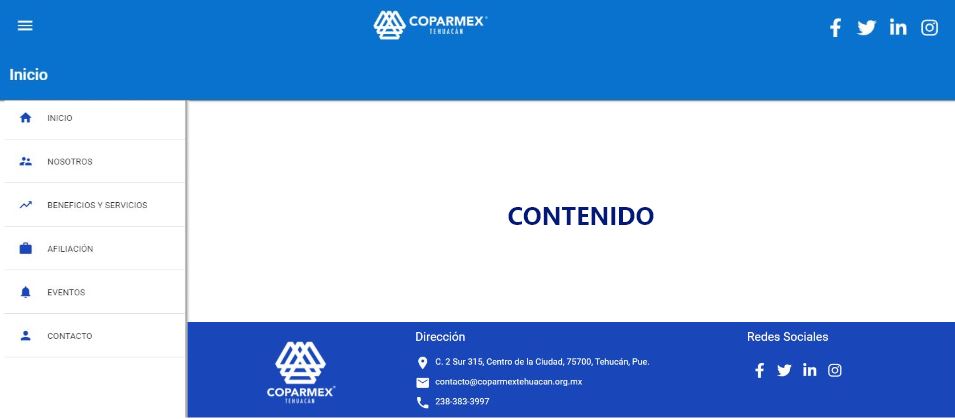 COPARMEX
TEHUACÁN
Inicio
INICIO
NOSOTROS
BENEFICIOS Y SERVICIOS
AFILIACIÓN
EVENTOS
CONTACTO
CONTENIDO
COPARMEX
TEHUACÁN
Dirección
C. 2 Sur 315, Centro de la Ciudad, 75700, Tehucán, Pue.
contacto@coparmextehuacan.org.mx
238-383-3997
Redes Sociales